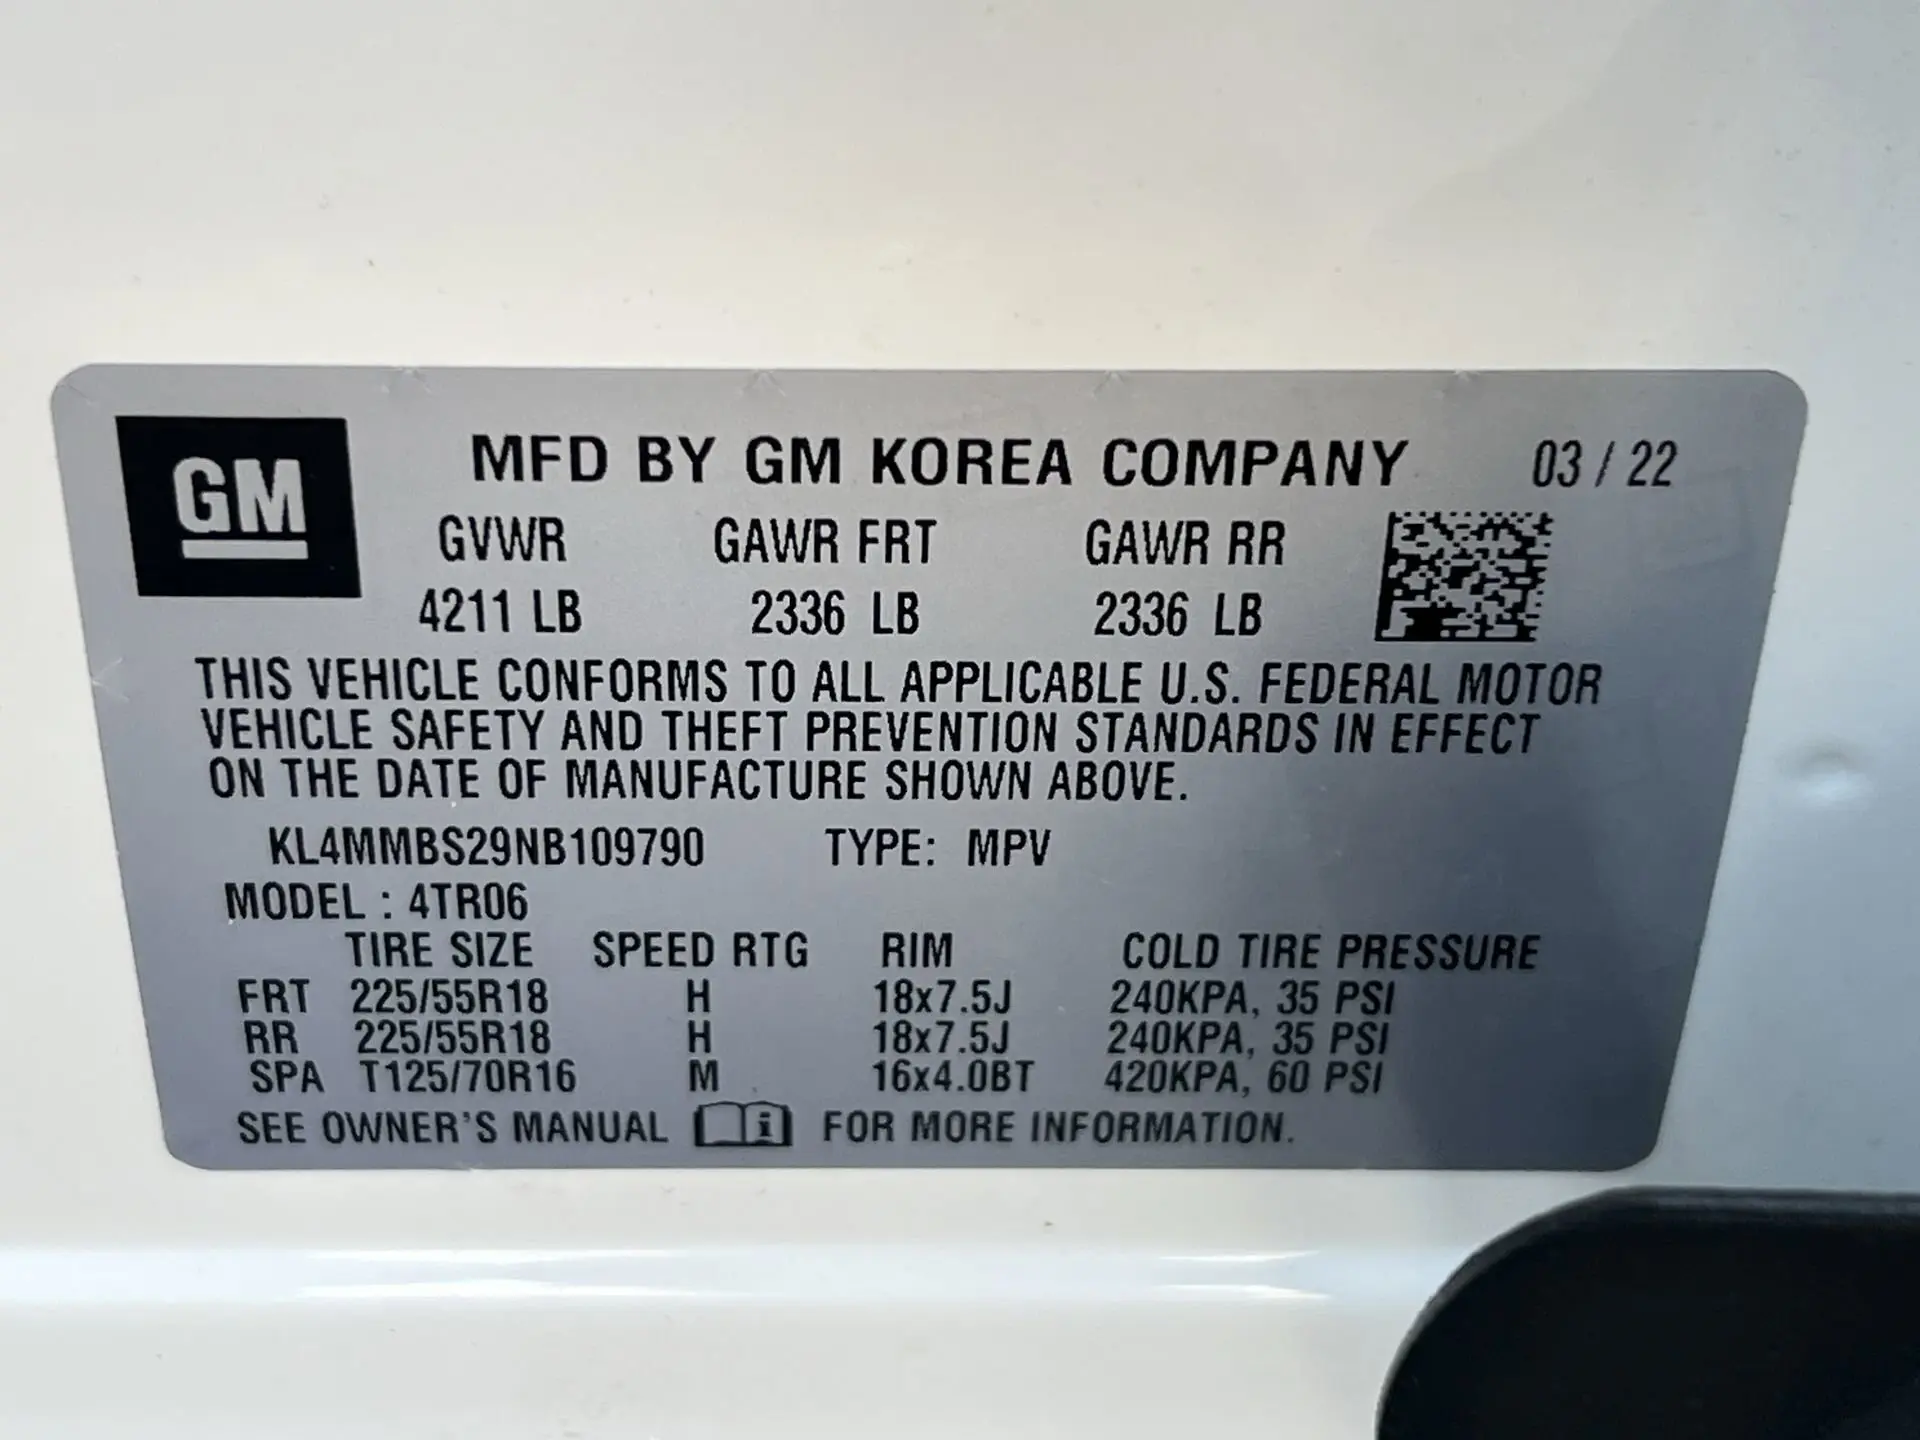 GM
MFD BY GM KOREA COMPANY 03 / 22
GVWR GAWR FRT GAWR RR
4211 LB 2336 LB 2336 LB
THIS VEHICLE CONFORMS TO ALL APPLICABLE U.S. FEDERAL MOTOR
VEHICLE SAFETY AND THEFT PREVENTION STANDARDS IN EFFECT
ON THE DATE OF MANUFACTURE SHOWN ABOVE.
KL4MMBS29NB109790 TYPE: MPV
MODEL : 4TR06
TIRE SIZE SPEED RTG RIM COLD TIRE PRESSURE
FRT 225/55R18 H 18x7.5J 240KPA, 35 PSI
RR 225/55R18 H 18x7.5J 240KPA, 35 PSI
SPA T125/70R16 M 16x4.0BT 420KPA, 60 PSI
SEE OWNER'S MANUAL i FOR MORE INFORMATION.